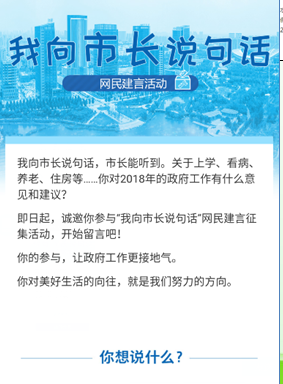 我向市长说句话
网民建言活动
我向市长说句话，市长能听到。关于上学、看病、
养老、住房等......你对2018年的政府工作有什么意
见和建议？
即日起，诚邀你参与“我向市长说句话”网民建言征
集活动，开始留言吧！
你的参与，让政府工作更接地气。
你对美好生活的向往，就是我们努力的方向。
你想说什么？